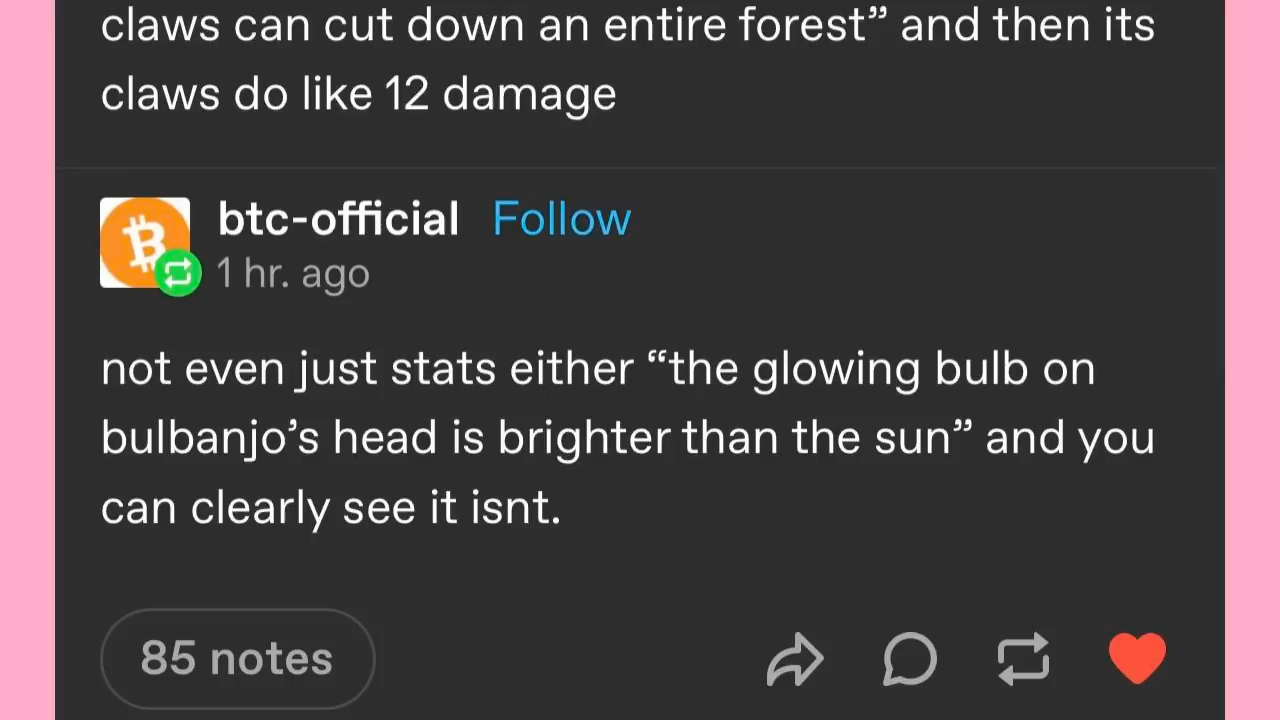 claws can cut down an entire forest” and then its
claws do like 12 damage
btc-official Follow
1 hr. ago
not even just stats either “the glowing bulb on
bulbanjo’s head is brighter than the sun” and you
can clearly see it isnt.
85 notes